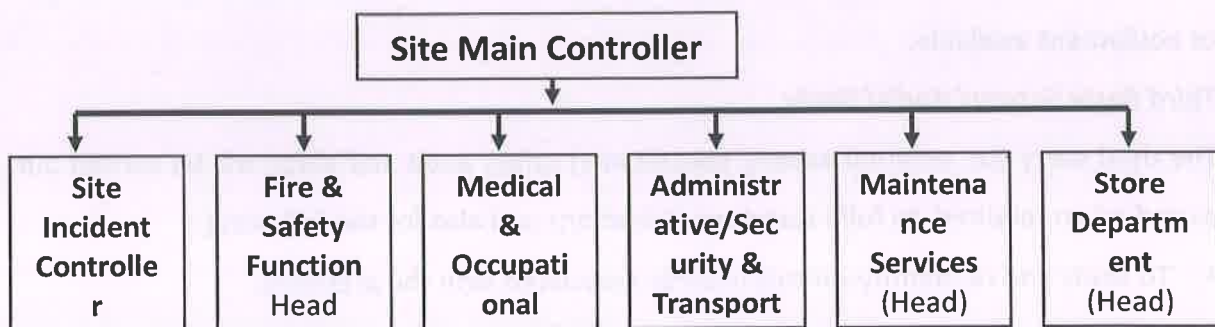 Site Main Controller
Site
Incident
Controlle
r
Fire &
Safety
Function
Head
Medical
&
Occupati
onal
Administr
ative/Sec
urity &
Transport
Maintena
nce
Services
(Head)
Store
Departm
ent
(Head)